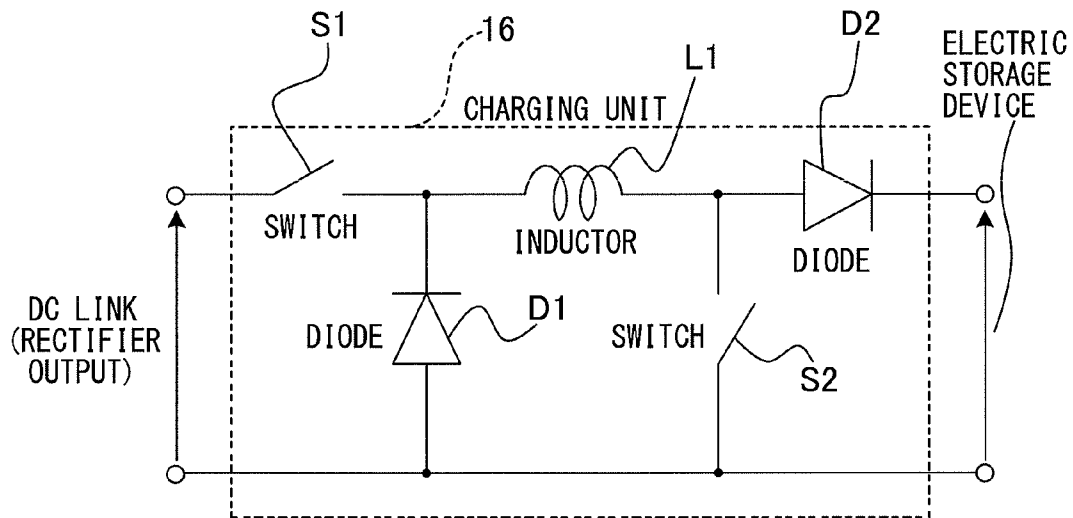 S1
16
D2
L1
ELECTRIC
STORAGE
DEVICE
CHARGING UNIT
SWITCH
INDUCTOR
DIODE
DC LINK
(RECTIFIER
OUTPUT)
DIODE
D1
SWITCH
S2